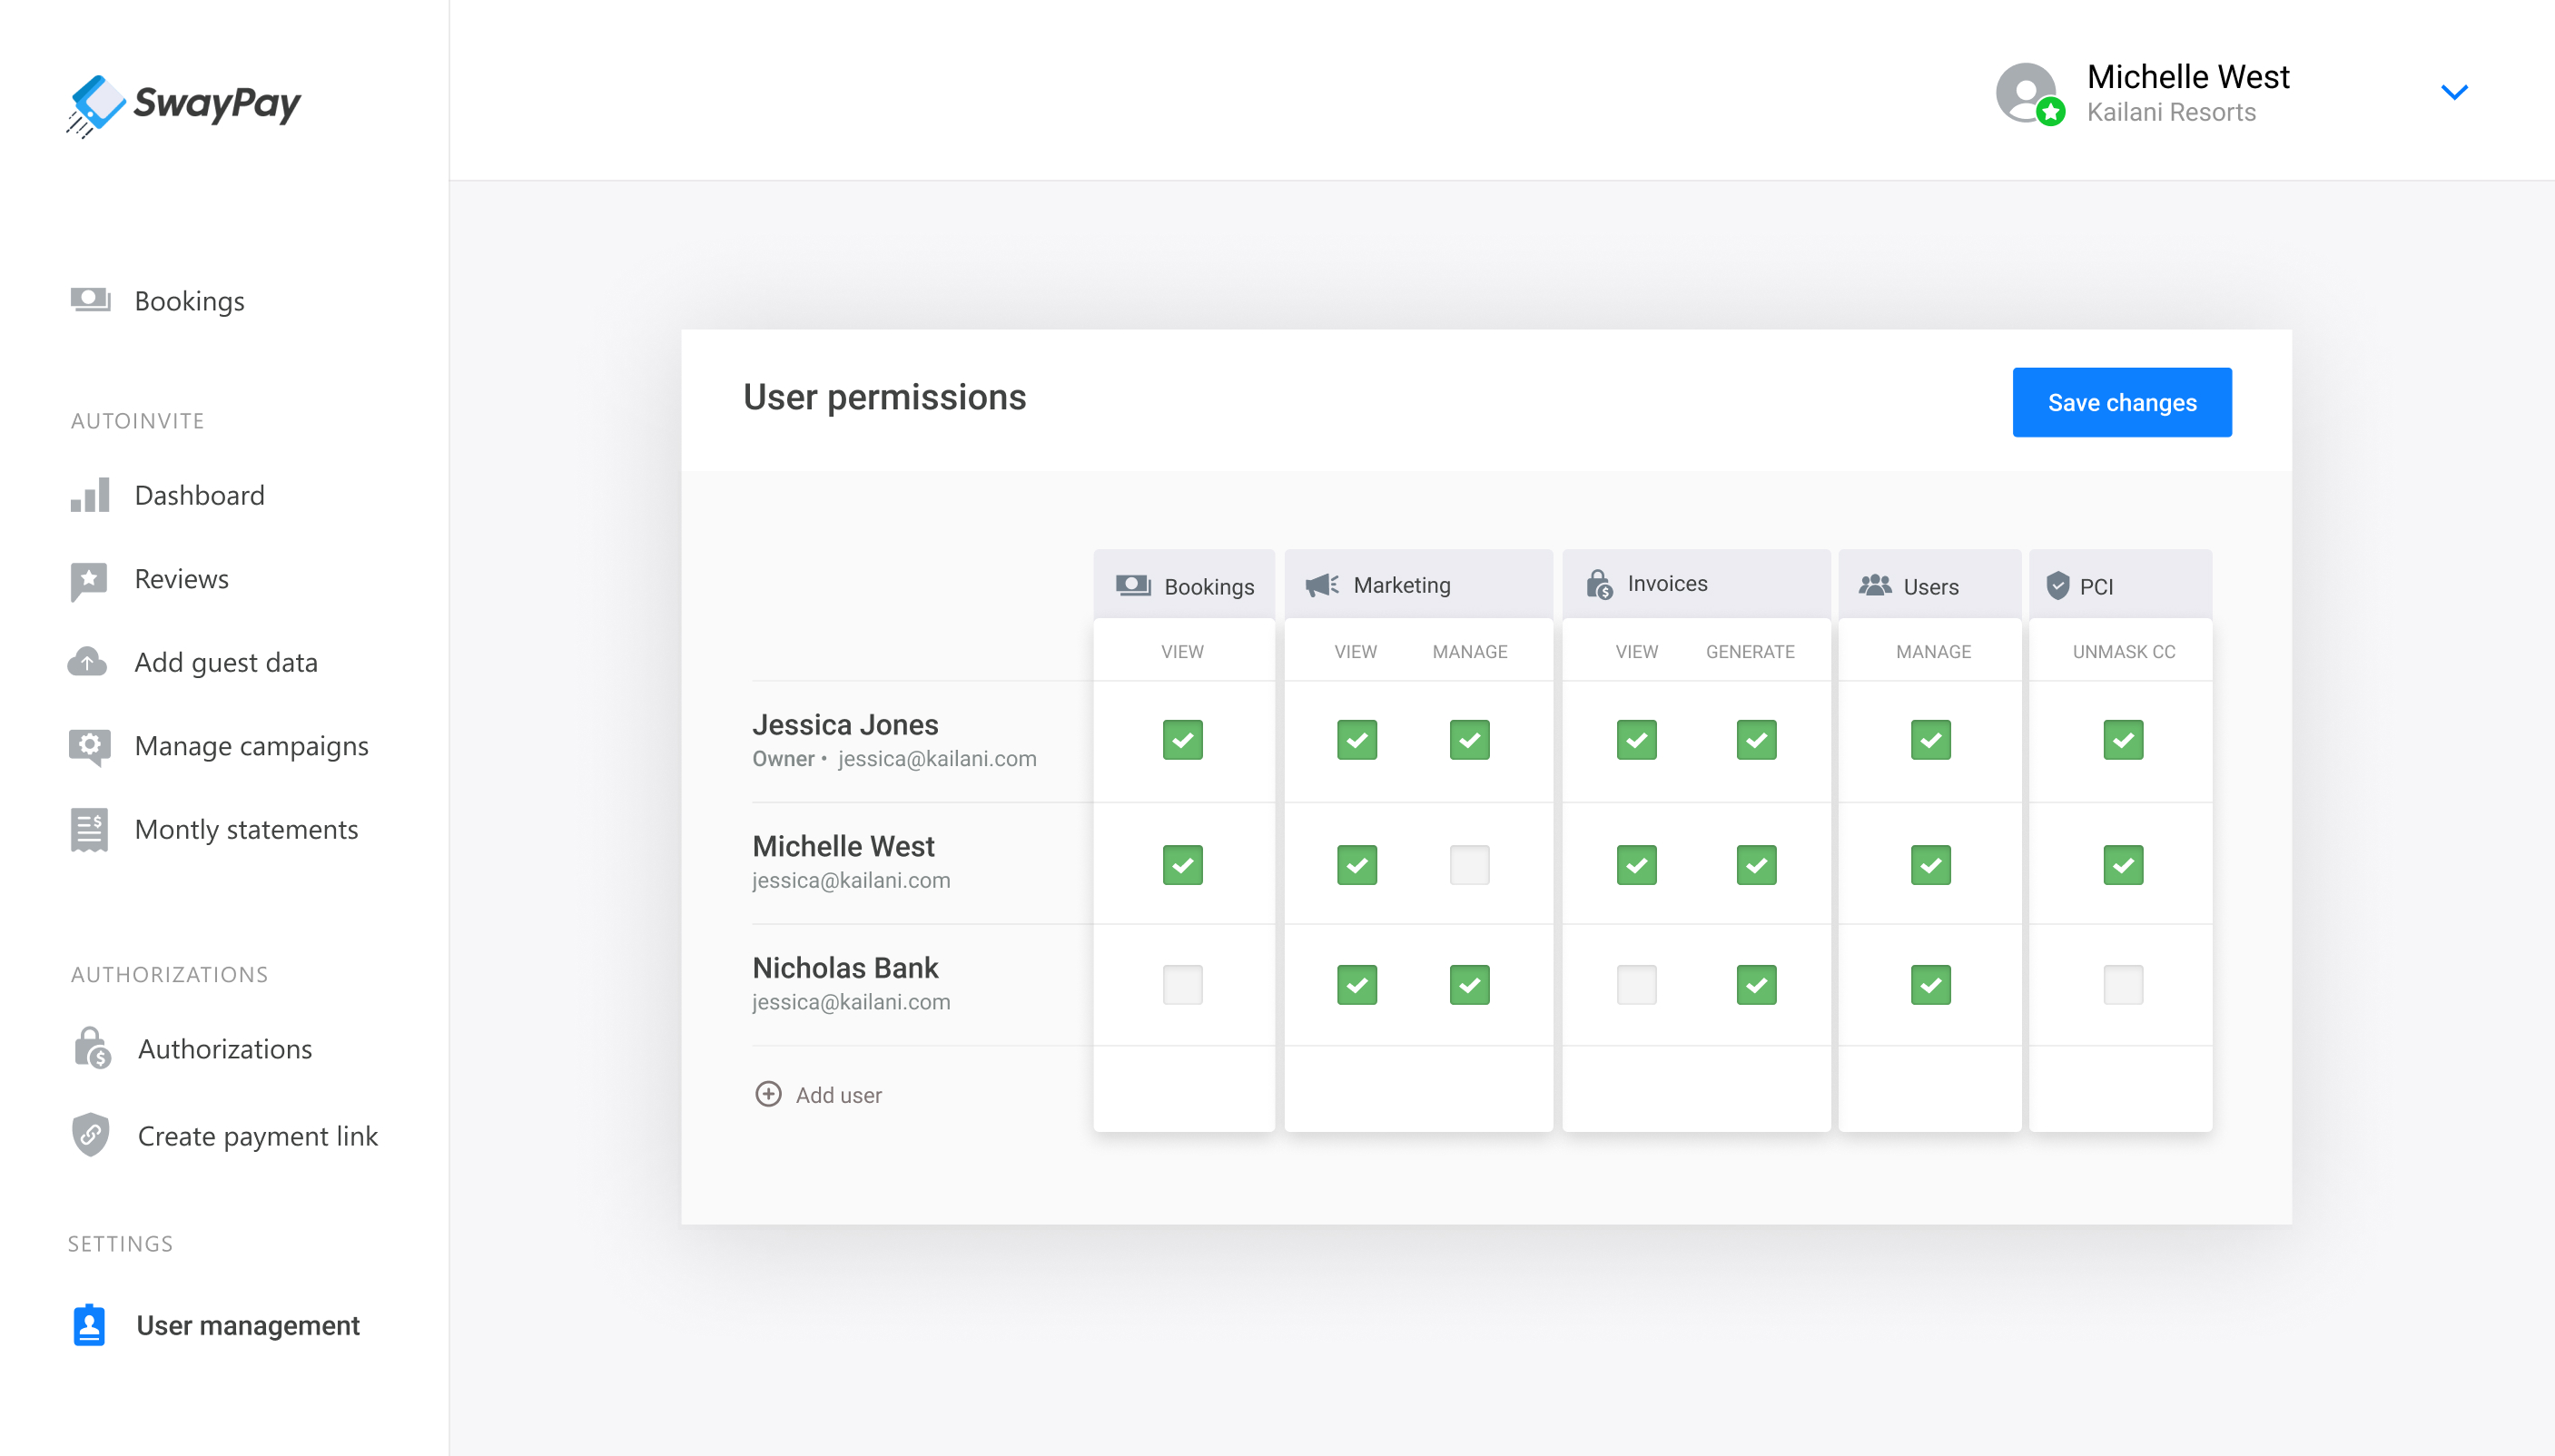 SwayPay
Michelle West
Kailani Resorts
Bookings
AUTOINVITE
Dashboard
Reviews
Add guest data
Manage campaigns
Montly statements
AUTHORIZATIONS
Authorizations
Create payment link
SETTINGS
User management
User permissions
Save changes
Bookings Marketing Invoices Users PCI
VIEW VIEW MANAGE VIEW GENERATE MANAGE UNMASK CC
Jessica Jones
Owner • jessica@kailani.com
Michelle West
jessica@kailani.com
Nicholas Bank
jessica@kailani.com
Add user